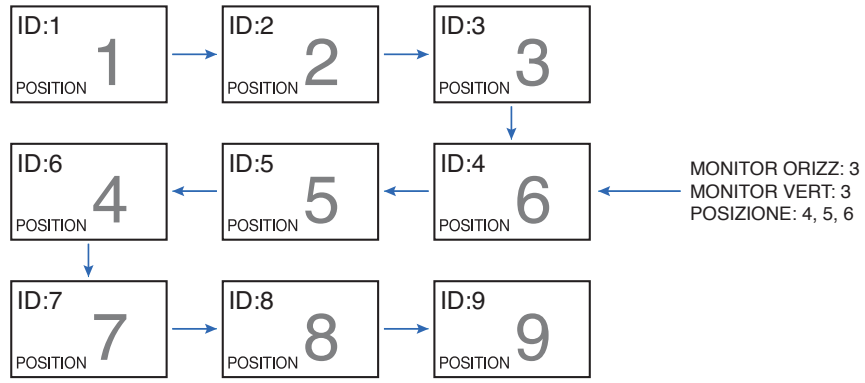 ID:1
POSITION 1
ID:2
POSITION 2
ID:3
POSITION 3
ID:6
POSITION 4
ID:5
POSITION 5
ID:4
POSITION 6
MONITOR ORIZZ: 3
MONITOR VERT: 3
POSIZIONE: 4, 5, 6
ID:7
POSITION 7
ID:8
POSITION 8
ID:9
POSITION 9